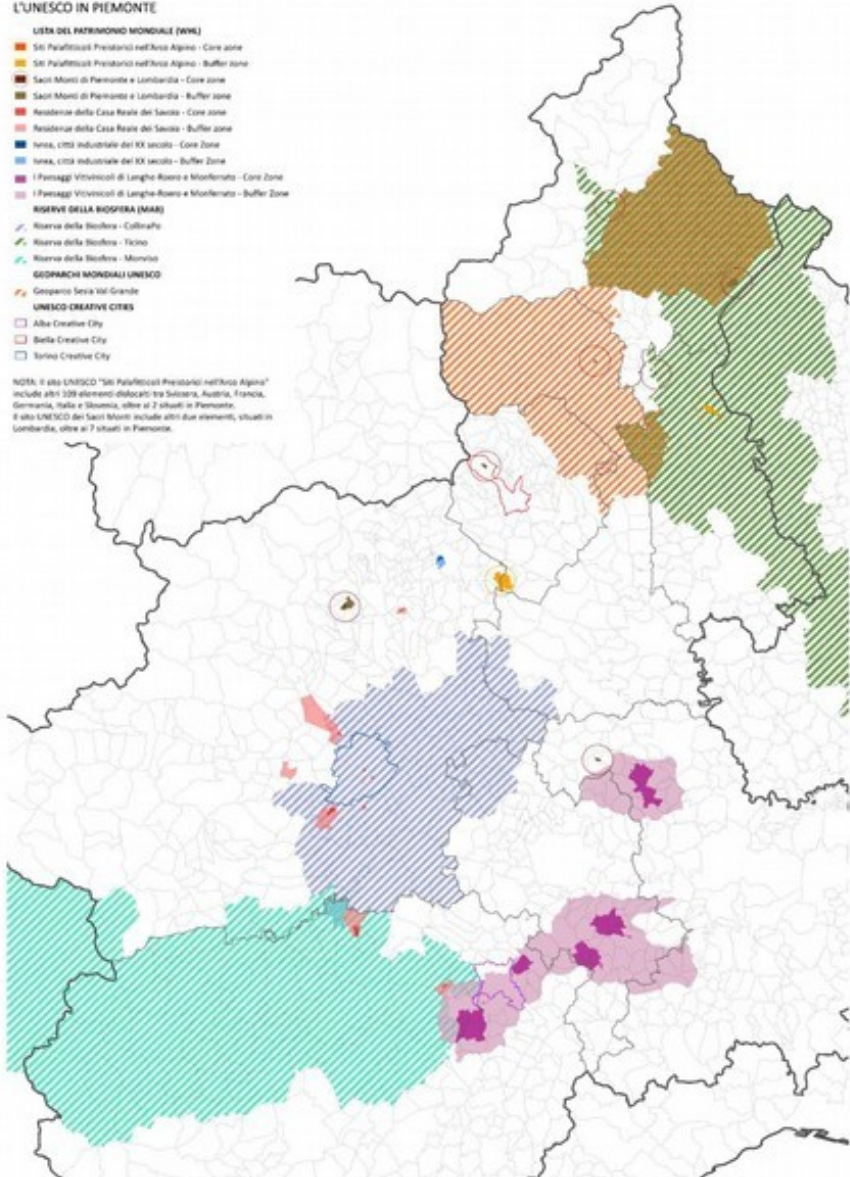 L'UNESCO IN PIEMONTE
LISTA DEL PATRIMONIO MONDIALE (WHL)
Siti Palafitticoli Preistorici nell'Arco Alpino - Core zone
Siti Palafitticoli Preistorici nell'Arco Alpino - Buffer zone
Sacri Monti di Piemonte e Lombardia - Core zone
Sacri Monti di Piemonte e Lombardia - Buffer zone
Residenze della Casa Reale dei Savoia - Core zone
Residenze della Casa Reale dei Savoia - Buffer zone
Ivrea, città industriale del XX secolo - Core Zone
Ivrea, città industriale del XX secolo - Buffer Zone
I Paesaggi Vitivinicoli di Langhe-Roero e Monferrato - Core Zone
I Paesaggi Vitivinicoli di Langhe-Roero e Monferrato - Buffer Zone
RISERVE DELLA BIOSFERA (MAB)
Riserva della Biosfera - CollinaPo
Riserva della Biosfera - Ticino
Riserva della Biosfera - Monviso
GEOPARCHI MONDIALI UNESCO
Geoparco Sesia Val Grande
UNESCO CREATIVE CITIES
Alba Creative City
Biella Creative City
Torino Creative City
NOTA: Il sito UNESCO "Siti Palafitticoli Preistorici nell'Arco Alpino"
include altri 109 elementi dislocati tra Svizzera, Austria, Francia,
Germania, Italia e Slovenia, oltre ai 2 situati in Piemonte.
Il sito UNESCO dei Sacri Monti include altri due elementi, situati in
Lombardia, oltre ai 7 situati in Piemonte.